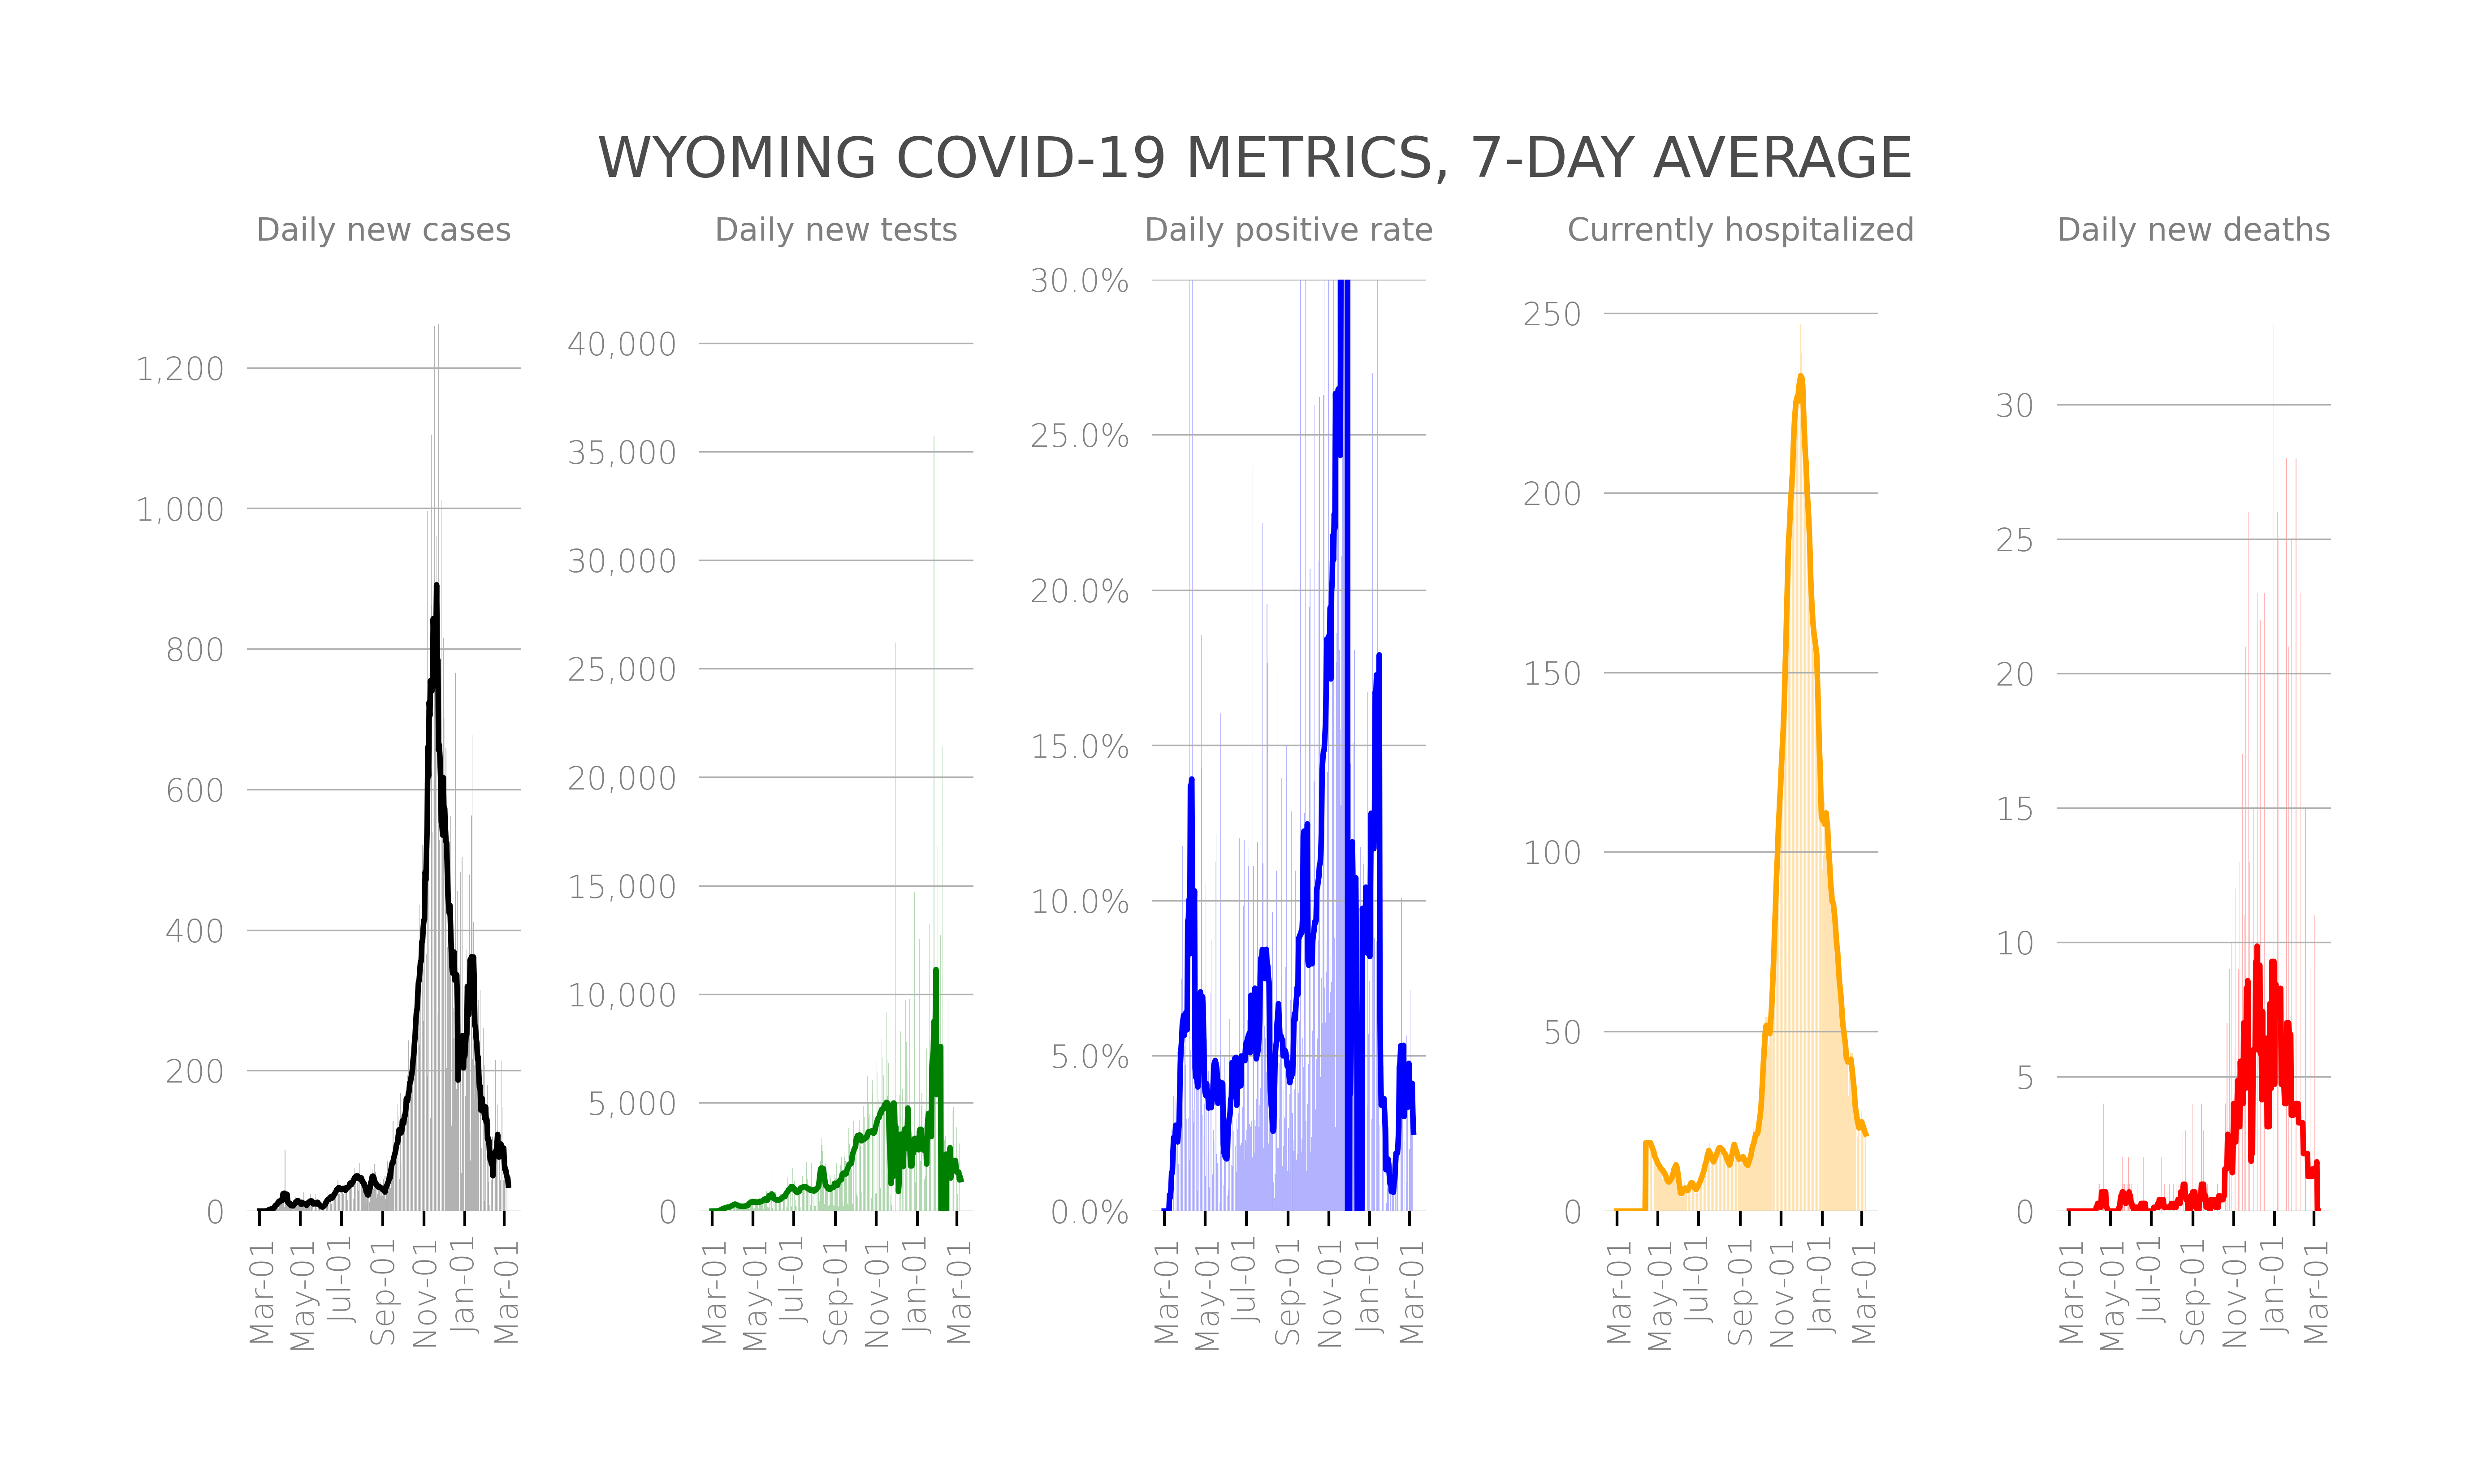 WYOMING COVID-19 METRICS, 7-DAY AVERAGE
Daily new cases
1,200
1,000
800
600
400
200
0
Mar-01
May-01
Jul-01
Sep-01
Nov-01
Jan-01
Mar-01
Daily new tests
40,000
35,000
30,000
25,000
20,000
15,000
10,000
5,000
0
Mar-01
May-01
Jul-01
Sep-01
Nov-01
Jan-01
Mar-01
Daily positive rate
30.0%
25.0%
20.0%
15.0%
10.0%
5.0%
0.0%
Mar-01
May-01
Jul-01
Sep-01
Nov-01
Jan-01
Mar-01
Currently hospitalized
250
200
150
100
50
0
Mar-01
May-01
Jul-01
Sep-01
Nov-01
Jan-01
Mar-01
Daily new deaths
30
25
20
15
10
5
0
Mar-01
May-01
Jul-01
Sep-01
Nov-01
Jan-01
Mar-01